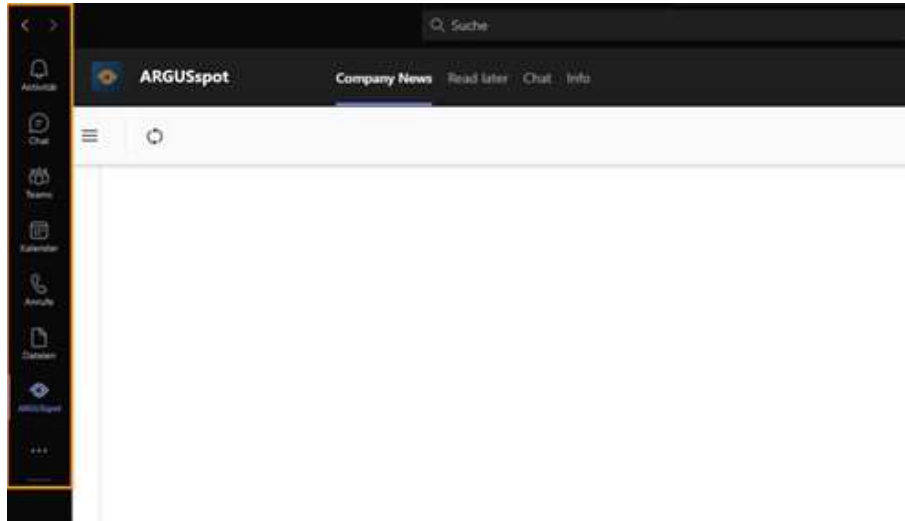 Suche
Aktivität
ARGUSspot
Company News
Read later
Chat
Info
Chat
Teams
Kalender
Anrufe
Dateien
ARGUSspot